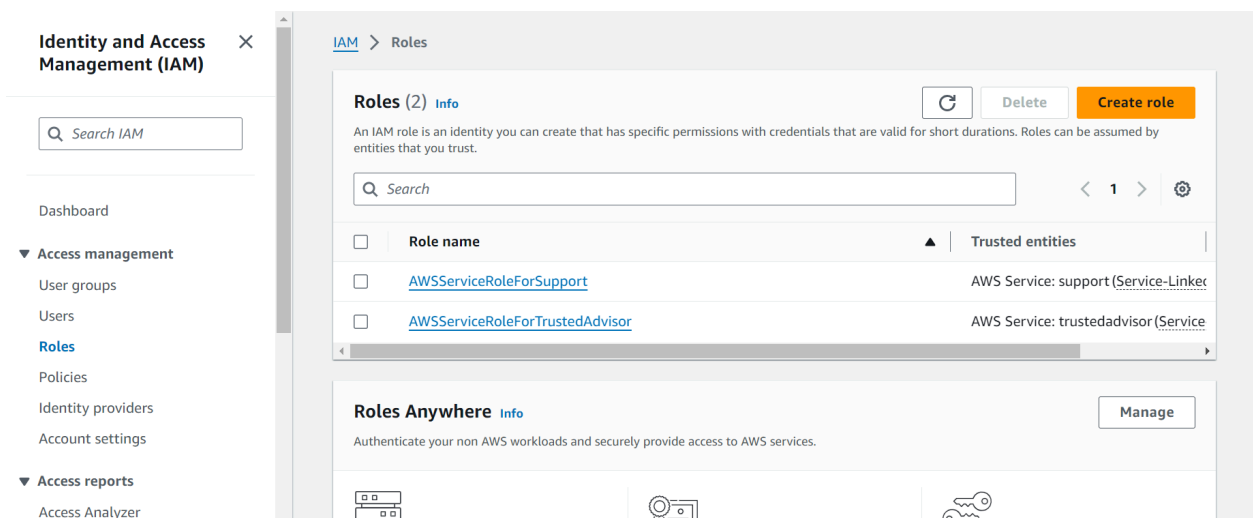 Identity and Access
Management (IAM)
Search IAM
Dashboard
Access management
User groups
Users
Roles
Policies
Identity providers
Account settings
Access reports
Access Analyzer
IAM > Roles
Roles (2) Info
Delete
Create role
An IAM role is an identity you can create that has specific permissions with credentials that are valid for short durations. Roles can be assumed by
entities that you trust.
Search
1
Role name
Trusted entities
AWSServiceRoleForSupport
AWS Service: support (Service-Linked
AWSServiceRoleForTrustedAdvisor
AWS Service: trustedadvisor (Service
Roles Anywhere Info
Manage
Authenticate your non AWS workloads and securely provide access to AWS services.